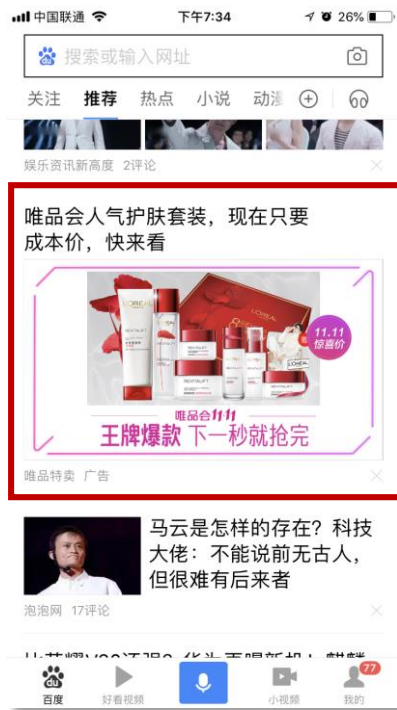 中国联通 下午7:34 26%
du 搜索或输入网址
关注 推荐 热点 小说 动漫
娱乐资讯新高度 2评论
唯品会人气护肤套装，现在只要
成本价，快来看
L'OREAL
REVITALIFT
11.11
惊喜价
唯品会11.11
王牌爆款 下一秒就抢完
唯品特卖 广告
马云是怎样的存在？科技
大佬：不能说前无古人，
但很难有后来者
泡泡网 17评论
77
百度 好看视频 小视频 我的